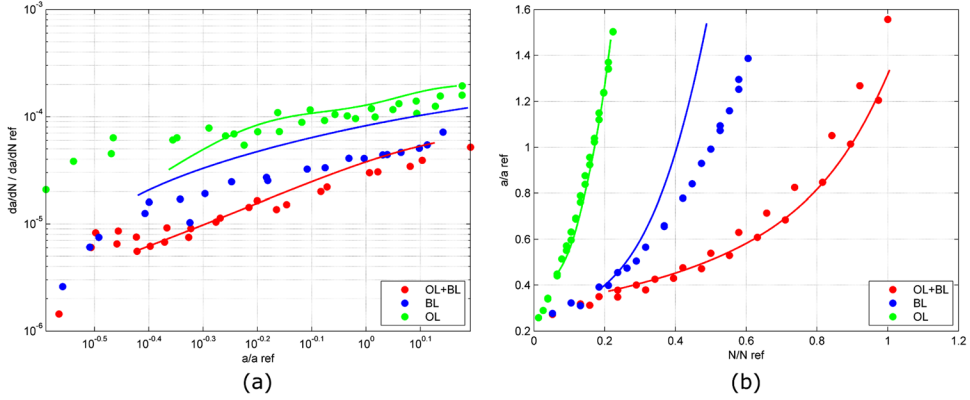 10^-3
10^-4
10^-5
10^-6
da/dN / da/dN ref
10^-0.5
10^-0.4
10^-0.3
10^-0.2
10^-0.1
10^0
10^0.1
a/a ref
OL+BL
BL
OL
(a)
1.6
1.4
1.2
1
0.8
0.6
0.4
0.2
a/a ref
0
0.2
0.4
0.6
0.8
1
1.2
N/N ref
OL+BL
BL
OL
(b)